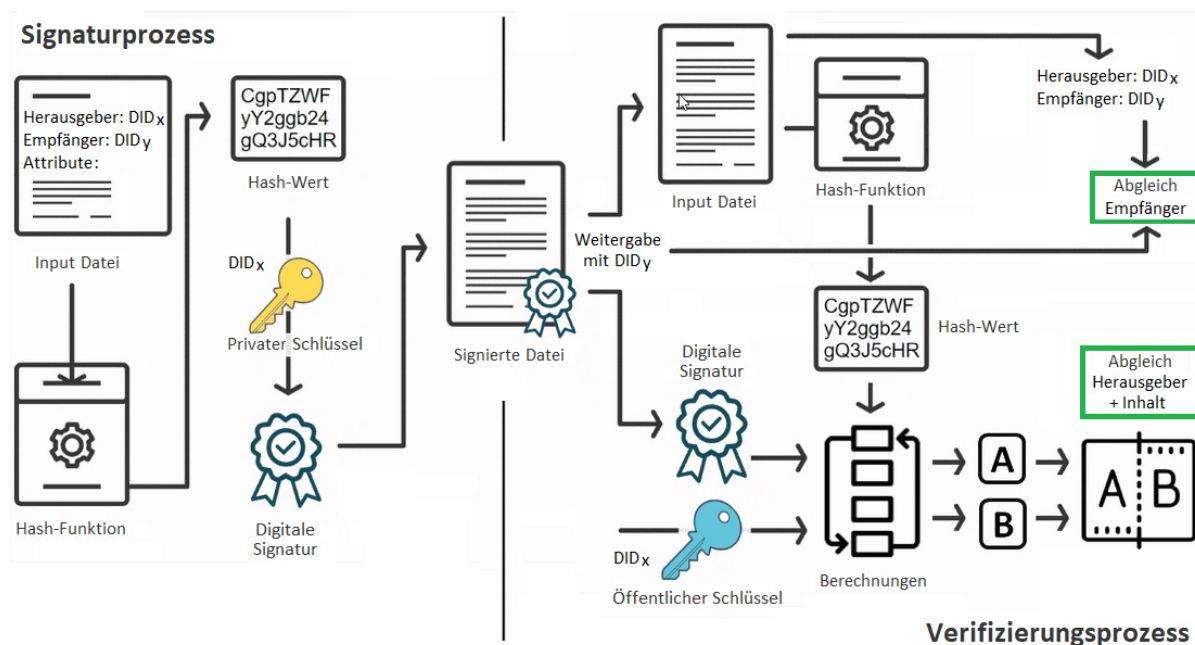 Signaturprozess
Herausgeber: DIDx
Empfänger: DIDy
Attribute:
Input Datei
Hash-Funktion
CgpTZWF
yY2ggb24
gQ3J5cHR
Hash-Wert
DIDx
Privater Schlüssel
Digitale
Signatur
Signierte Datei
Weitergabe
mit DIDy
Input Datei
Hash-Funktion
Herausgeber: DIDx
Empfänger: DIDy
Abgleich
Empfänger
CgpTZWF
yY2ggb24
gQ3J5cHR
Hash-Wert
Digitale
Signatur
DIDx
Öffentlicher Schlüssel
Berechnungen
A
B
Abgleich
Herausgeber
+ Inhalt
A B
Verifizierungsprozess